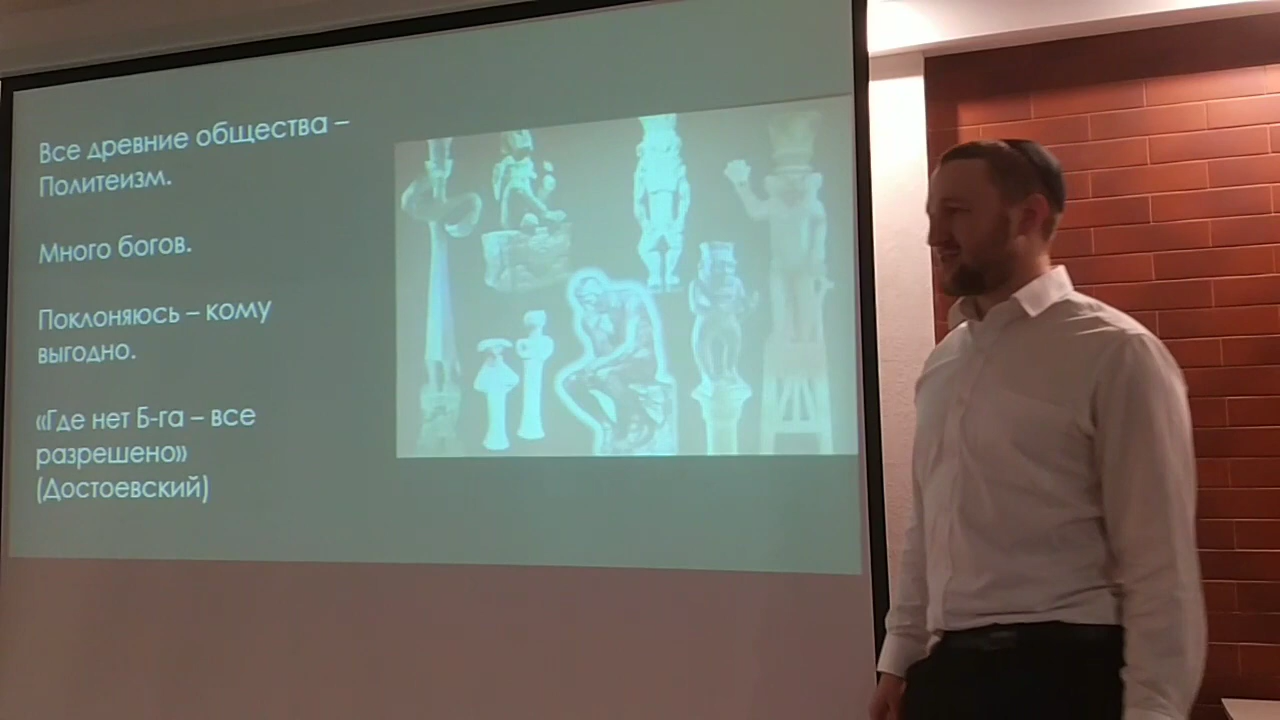 Все древние общества –
Политеизм.
Много богов.
Поклоняюсь – кому
выгодно.
«Где нет Б-га – все
разрешено»
(Достоевский)